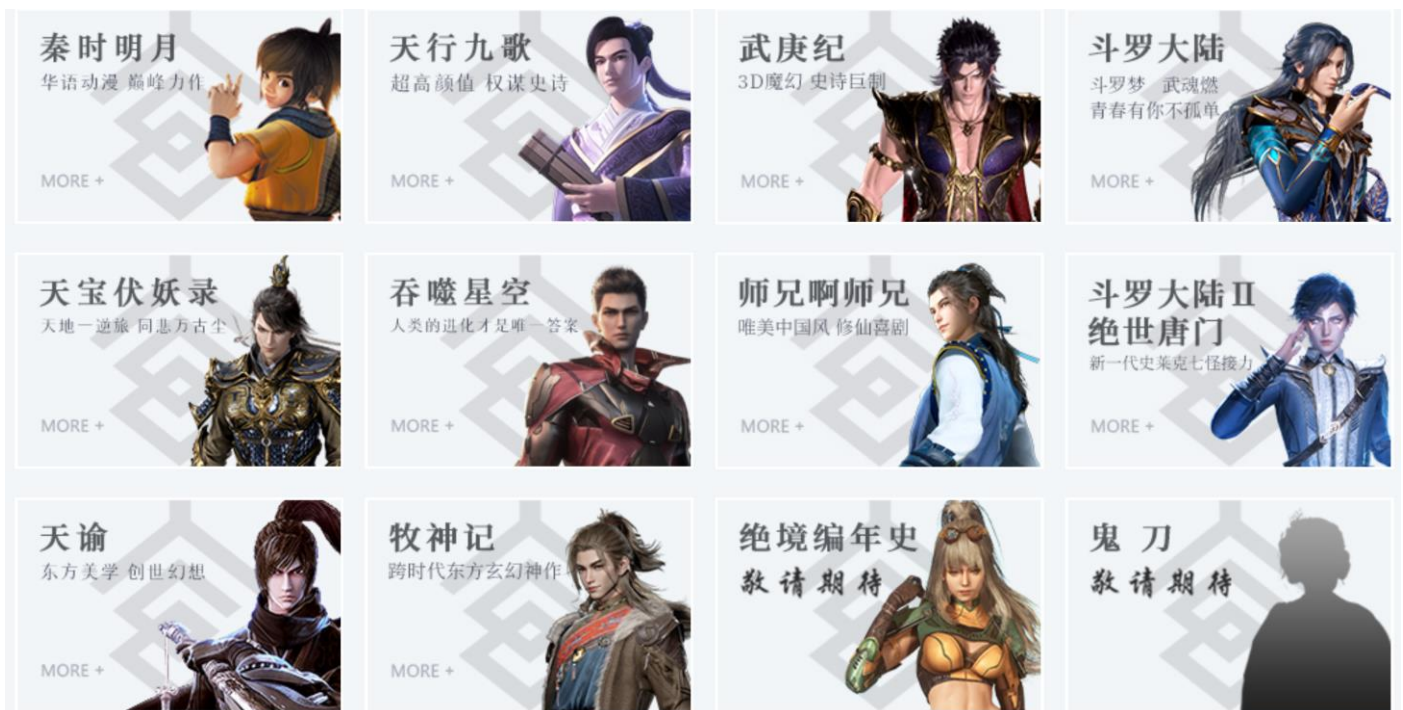 秦时明月
华语动漫 巅峰力作
MORE +
天行九歌
超高颜值 权谋史诗
MORE +
武庚纪
3D魔幻 史诗巨制
MORE +
斗罗大陆
斗罗梦 武魂燃
青春有你不孤单
MORE +
天宝伏妖录
天地一逆旅 同悲万古尘
MORE +
吞噬星空
人类的进化才是唯一答案
MORE +
师兄啊师兄
唯美中国风 修仙喜剧
MORE +
斗罗大陆II
绝世唐门
新一代史莱克七怪接力
MORE +
天谕
东方美学 创世幻想
MORE +
牧神记
跨时代东方玄幻神作
MORE +
绝境编年史
敬请期待
鬼刀
敬请期待